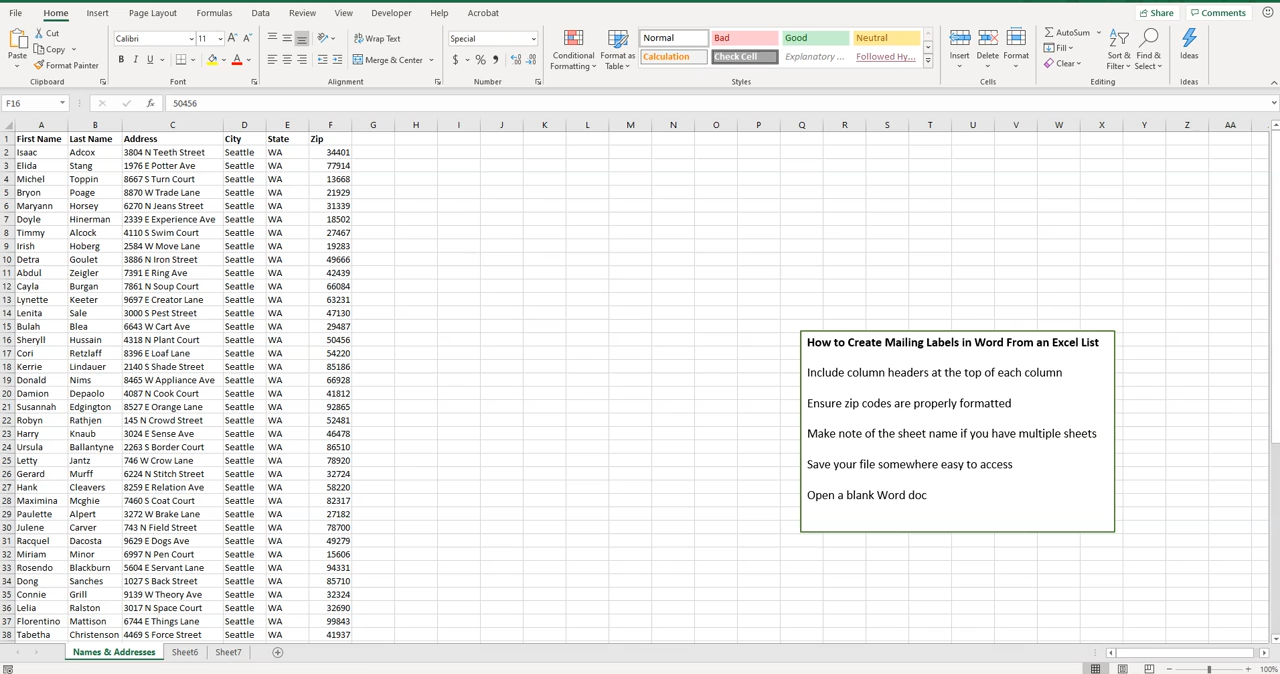 File Home Insert Page Layout Formulas Data Review View Developer Help Acrobat Share Comments
Paste Cut Copy Format Painter Clipboard
Calibri 11 A A B I U A Font
Wrap Text Merge & Center Alignment
Special $ % , Number
Conditional Formatting Format as Table
Normal Bad Good Neutral
Calculation Check Cell Explanatory ... Followed Hy...
Styles
Insert Delete Format Cells
AutoSum Fill Clear Sort & Filter Find & Select Editing
Ideas Ideas
F16 fx 50456
A B C D E F G H I J K L M N O P Q R S T U V W X Y Z AA
1 First Name Last Name Address City State Zip
2 Isaac Adcox 3804 N Teeth Street Seattle WA 34401
3 Elida Stang 1976 E Potter Ave Seattle WA 77914
4 Michel Toppin 8667 S Turn Court Seattle WA 13668
5 Bryon Poage 8870 W Trade Lane Seattle WA 21929
6 Maryann Horsey 6270 N Jeans Street Seattle WA 31339
7 Doyle Hinerman 2339 E Experience Ave Seattle WA 18502
8 Timmy Alcock 4110 S Swim Court Seattle WA 27467
9 Irish Hoberg 2584 W Move Lane Seattle WA 19283
10 Detra Goulet 3886 N Iron Street Seattle WA 49666
11 Abdul Zeigler 7391 E Ring Ave Seattle WA 42439
12 Cayla Burgan 7861 N Soup Court Seattle WA 66084
13 Lynette Keeter 9697 E Creator Lane Seattle WA 63231
14 Lenita Sale 3000 S Pest Street Seattle WA 47130
15 Bulah Blea 6643 W Cart Ave Seattle WA 29487
16 Sheryll Hussain 4318 N Plant Court Seattle WA 50456
17 Cori Retzlaff 8396 E Loaf Lane Seattle WA 54220
18 Kerrie Lindauer 2140 S Shade Street Seattle WA 85186
19 Donald Nims 8465 W Appliance Ave Seattle WA 66928
20 Damion Depaolo 4087 N Cook Court Seattle WA 41812
21 Susannah Edgington 8527 E Orange Lane Seattle WA 92865
22 Robyn Rathjen 145 N Crowd Street Seattle WA 52481
23 Harry Knaub 3024 E Sense Ave Seattle WA 46478
24 Ursula Ballantyne 2263 S Border Court Seattle WA 86510
25 Letty Jantz 746 W Crow Lane Seattle WA 78920
26 Gerard Murff 6224 N Stitch Street Seattle WA 32724
27 Hank Cleavers 8259 E Relation Ave Seattle WA 58220
28 Maximina Mcghie 7460 S Coat Court Seattle WA 82317
29 Paulette Alpert 3272 W Brake Lane Seattle WA 27182
30 Julene Carver 743 N Field Street Seattle WA 78700
31 Racquel Dacosta 9629 E Dogs Ave Seattle WA 49279
32 Miriam Minor 6997 N Pen Court Seattle WA 15606
33 Rosendo Blackburn 5604 E Servant Lane Seattle WA 94331
34 Dong Sanches 1027 S Back Street Seattle WA 85710
35 Connie Grill 9139 W Theory Ave Seattle WA 32324
36 Lelia Ralston 3017 N Space Court Seattle WA 32690
37 Florentino Mattison 6744 E Things Lane Seattle WA 99843
38 Tabetha Christenson 4469 S Force Street Seattle WA 41937
How to Create Mailing Labels in Word From an Excel List
Include column headers at the top of each column
Ensure zip codes are properly formatted
Make note of the sheet name if you have multiple sheets
Save your file somewhere easy to access
Open a blank Word doc
Names & Addresses Sheet6 Sheet7
100%